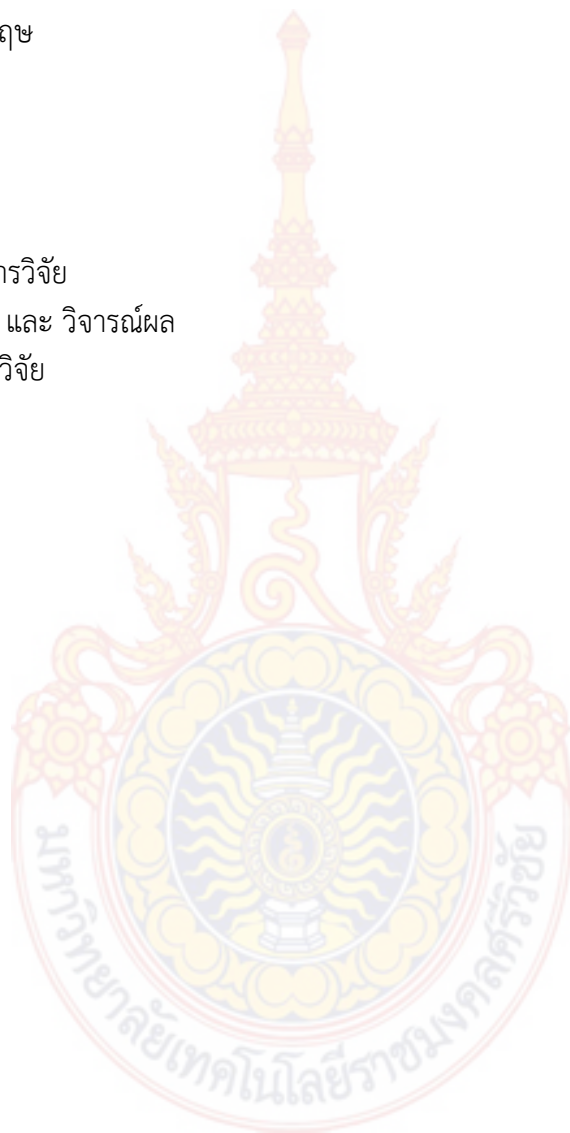 ฤษ
ารวิจัย
และ วิจารณ์ผล
วิจัย
มหาวิทยาลัยเทคโนโลยีราชมงคลศรีวิชัย